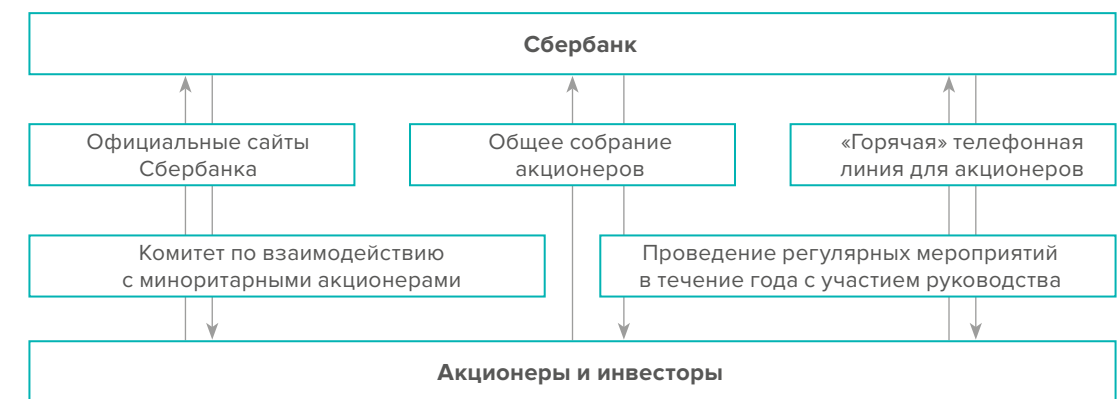 Сбербанк
Официальные сайты
Сбербанка
Общее собрание
акционеров
«Горячая» телефонная
линия для акционеров
Комитет по взаимодействию
с миноритарными акционерами
Проведение регулярных мероприятий
в течение года с участием руководства
Акционеры и инвесторы